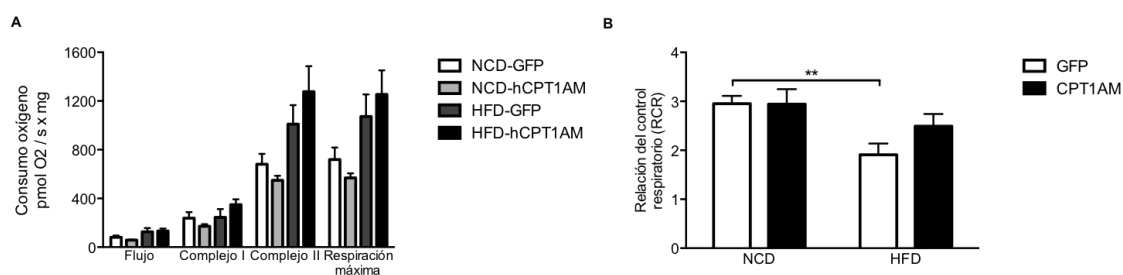 A
Consumo oxígeno
pmol O2 / s x mg
1600
1200
800
400
0
Flujo
Complejo I
Complejo II
Respiración
máxima
NCD-GFP
NCD-hCPT1AM
HFD-GFP
HFD-hCPT1AM
B
Relación del control
respiratorio (RCR)
4
3
2
1
0
**
NCD
HFD
GFP
CPT1AM